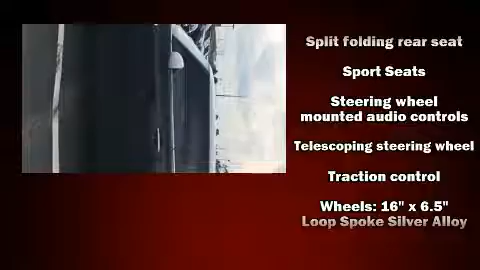 Split folding rear seat
Sport Seats
Steering wheel
mounted audio controls
Telescoping steering wheel
Traction control
Wheels: 16" x 6.5"
Loop Spoke Silver Alloy